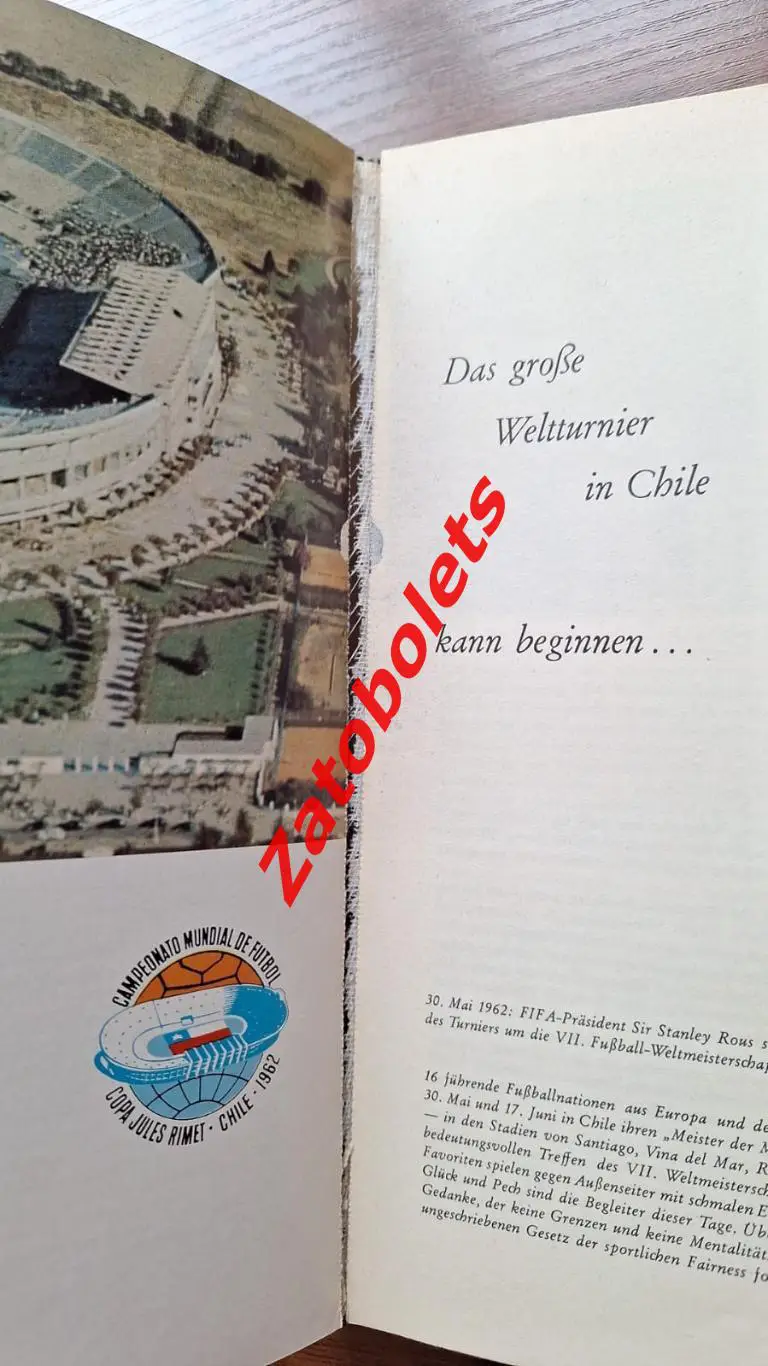 Das große
Weltturnier
in Chile
kann beginnen...
Zatobolets
CAMPEONATO MUNDIAL DE FUTBOL
COPA JULES RIMET · CHILE · 1962
30. Mai 1962: FIFA-Präsident Sir Stanley Rous
des Turniers um die VII. Fußball-Weltmeisterschaf
16 führende Fußballnationen aus Europa und
30. Mai und 17. Juni in Chile ihren „Meister der
— in den Stadien von Santiago, Vina del Mar,
bedeutungsvollen Treffen des VII. Weltmeistersch
Favoriten spielen gegen Außenseiter mit schmalen
Glück und Pech sind die Begleiter dieser Tage.
Gedanke, der keine Grenzen und keine Mentalität
ungeschriebenen Gesetz der sportlichen Fairness